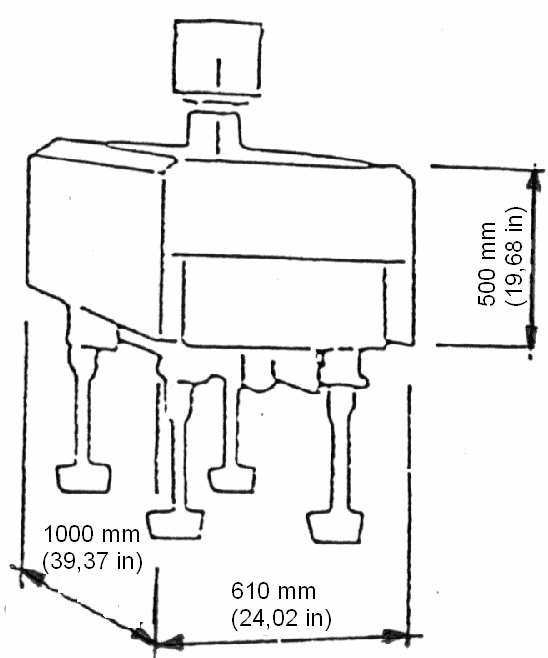 500 mm
(19,68 in)
1000 mm
(39,37 in)
610 mm
(24,02 in)